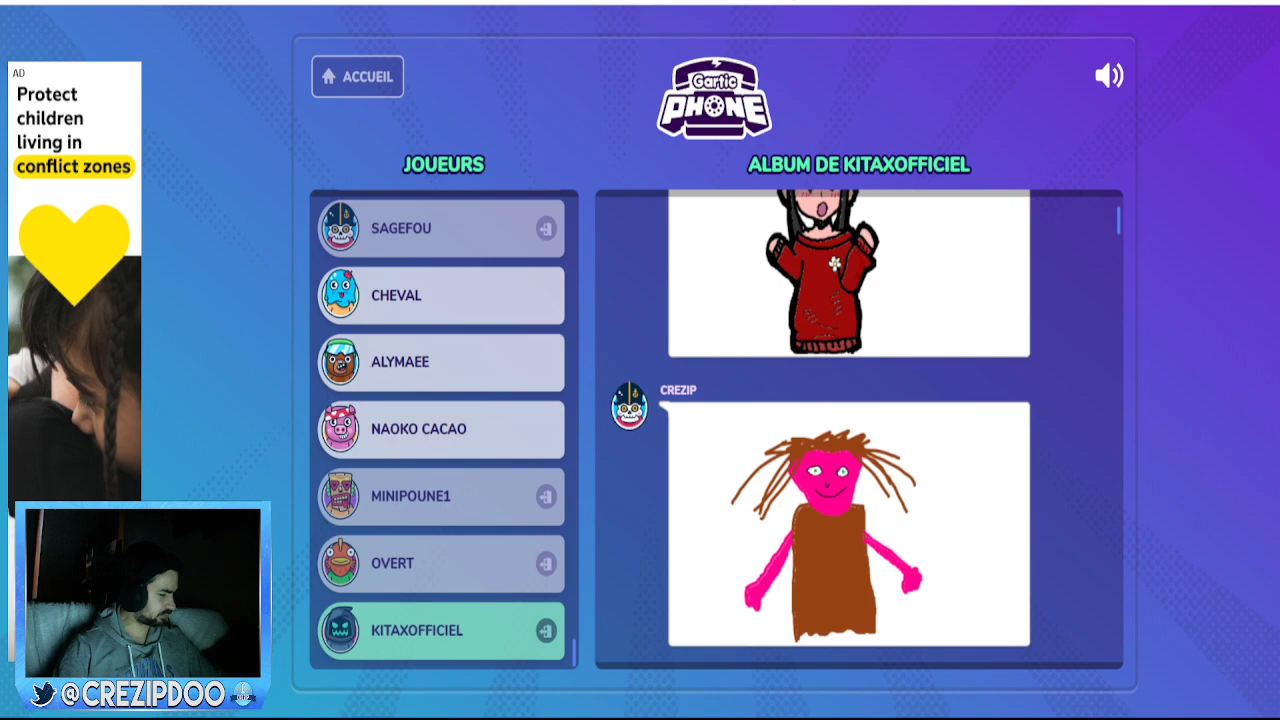 AD
Protect
children
living in
conflict zones
ACCUEIL
Gartic
PHONE
JOUEURS
ALBUM DE KITAXOFFICIEL
SAGEFOU
CHEVAL
ALYMAEE
NAOKO CACAO
MINIPOUNE1
OVERT
KITAXOFFICIEL
CREZIP
@CREZIPDOO